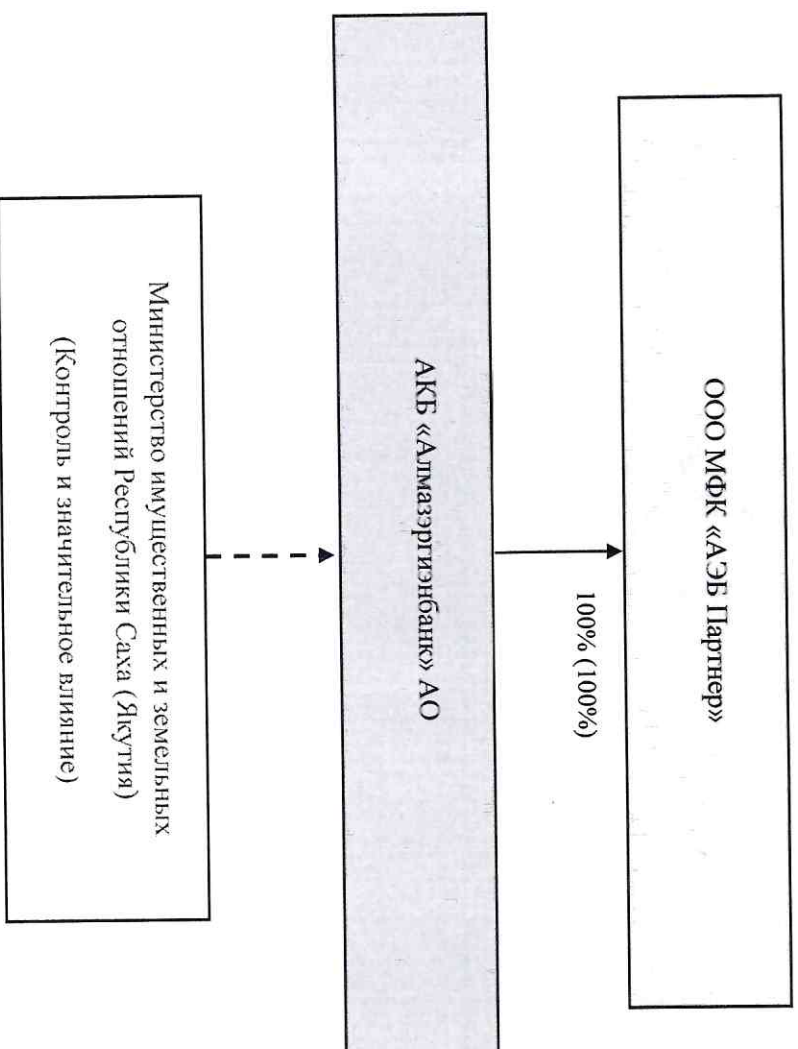 ООО МФК «АЭБ Партнер»
100% (100%)
АКБ «Алмазэргиэнбанк» АО
Министерство имущественных и земельных
отношений Республики Саха (Якутия)
(Контроль и значительное влияние)